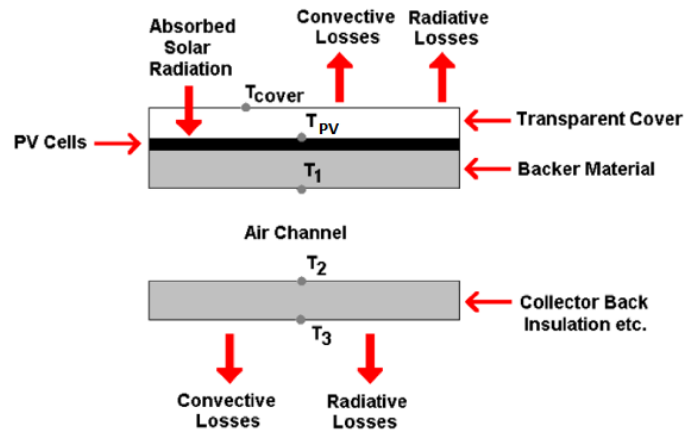 Absorbed
Solar
Radiation
Convective
Losses
Radiative
Losses
Tcover
TPV
Transparent Cover
PV Cells
T1
Backer Material
Air Channel
T2
Collector Back
Insulation etc.
T3
Convective
Losses
Radiative
Losses